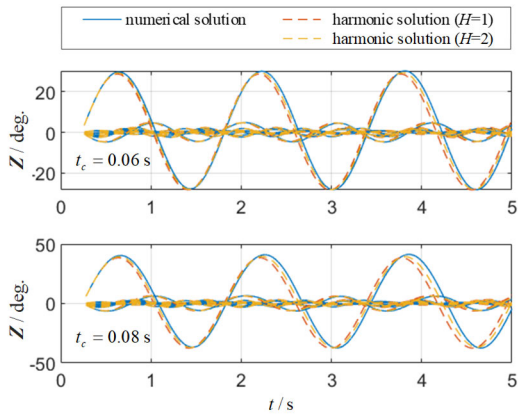 numerical solution
harmonic solution (H=1)
harmonic solution (H=2)
20
0
-20
Z / deg.
t_c = 0.06 s
0 1 2 3 4 5
50
0
-50
Z / deg.
t_c = 0.08 s
0 1 2 3 4 5
t / s